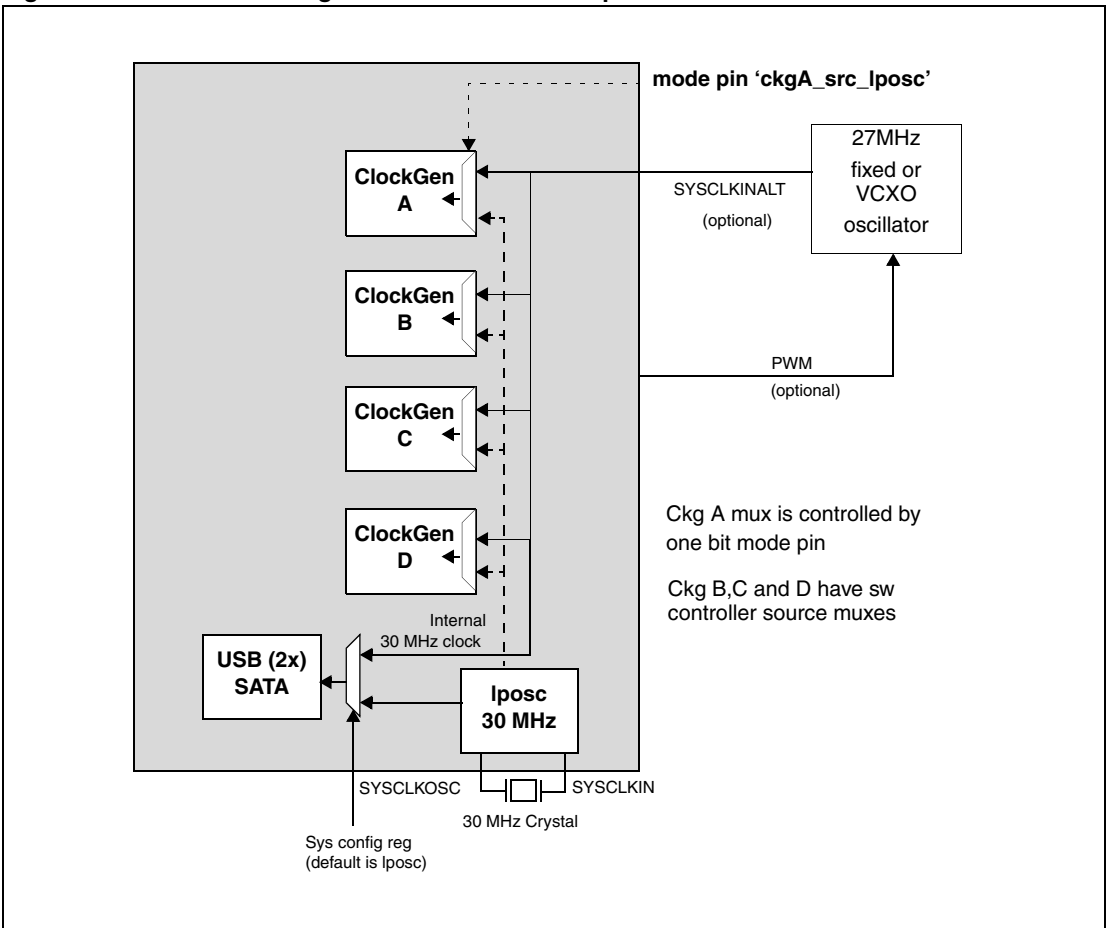 mode pin ‘ckgA_src_lposc’
27MHz
fixed or
VCXO
oscillator
ClockGen
A
SYSCLKINALT
(optional)
ClockGen
B
PWM
(optional)
ClockGen
C
Ckg A mux is controlled by
one bit mode pin
ClockGen
D
Ckg B,C and D have sw
controller source muxes
Internal
30 MHz clock
USB (2x)
SATA
lposc
30 MHz
SYSCLKOSC
SYSCLKIN
30 MHz Crystal
Sys config reg
(default is lposc)